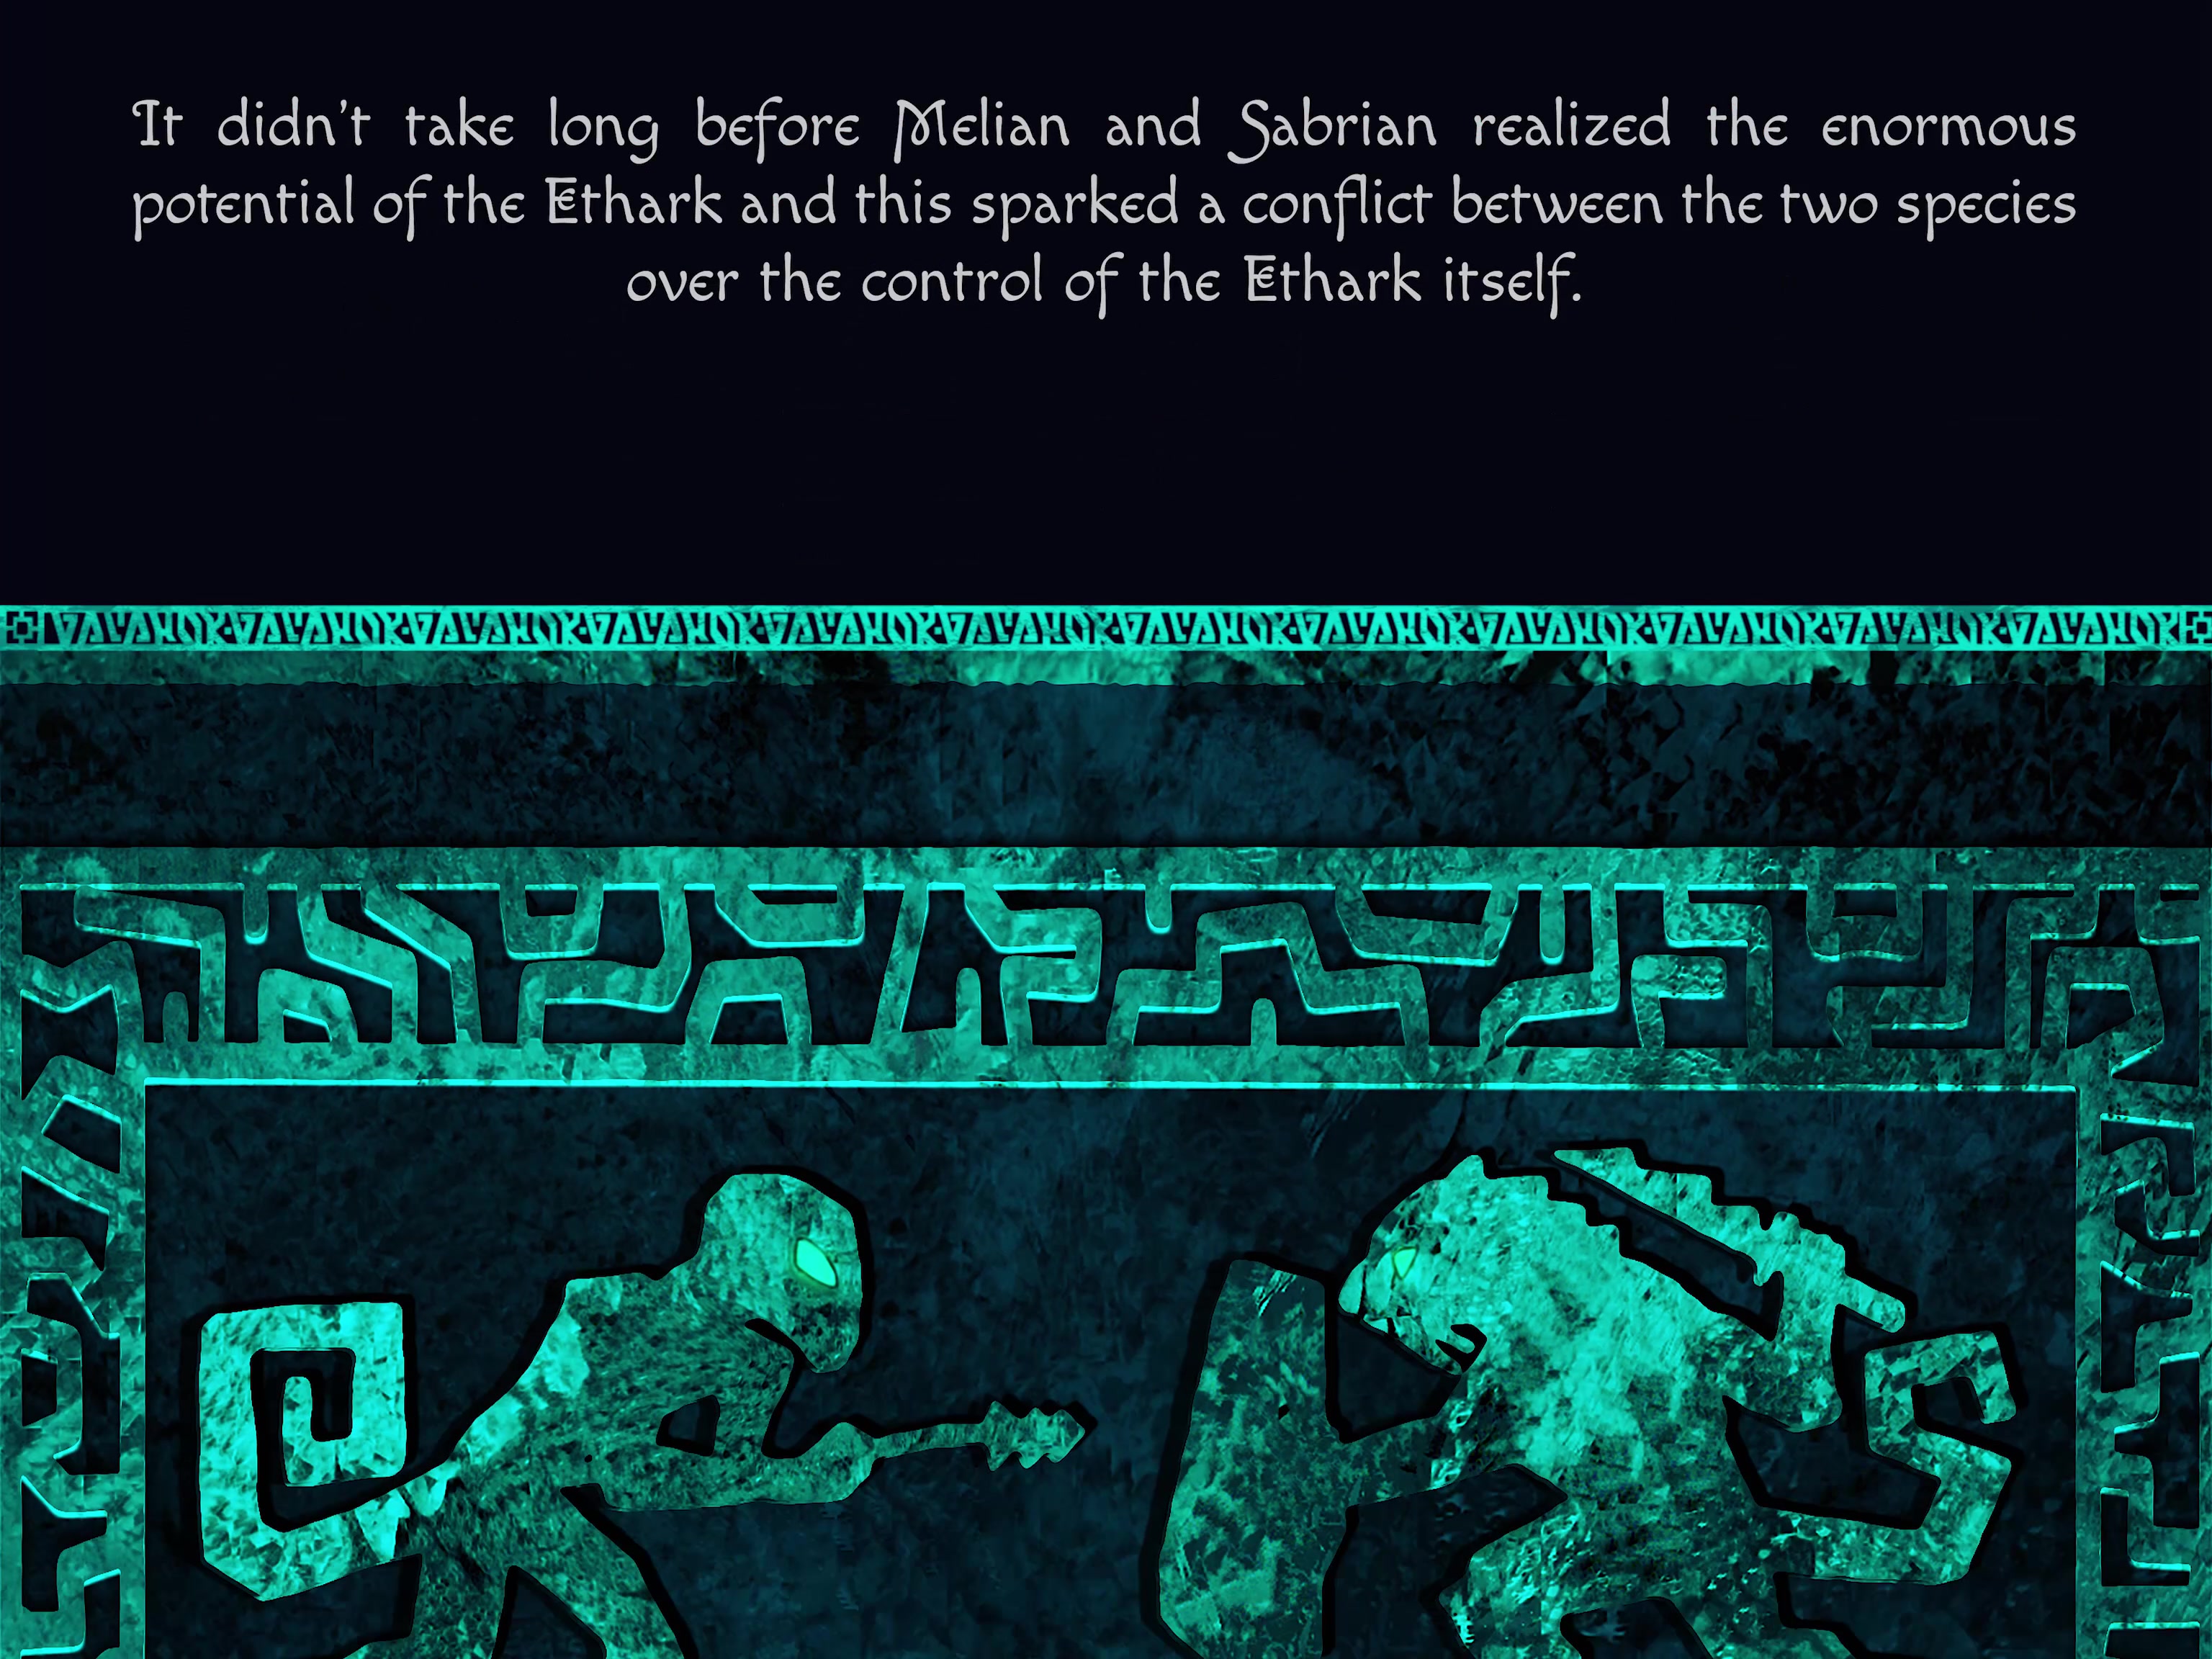 It didn't take long before Melian and Sabrian realized the enormous
potential of the Ethark and this sparked a conflict between the two species
over the control of the Ethark itself.